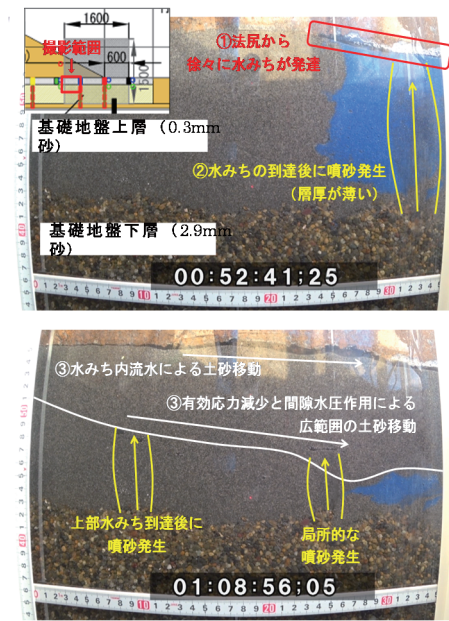 1600
600
1500
撮影範囲
①法尻から
徐々に水みちが発達
基礎地盤上層（0.3mm
砂）
②水みちの到達後に噴砂発生
（層厚が薄い）
基礎地盤下層（2.9mm
砂）
00:52:41;25
③水みち内流水による土砂移動
③有効応力減少と間隙水圧作用による
広範囲の土砂移動
上部水みち到達後に
噴砂発生
局所的な
噴砂発生
01:08:56;05